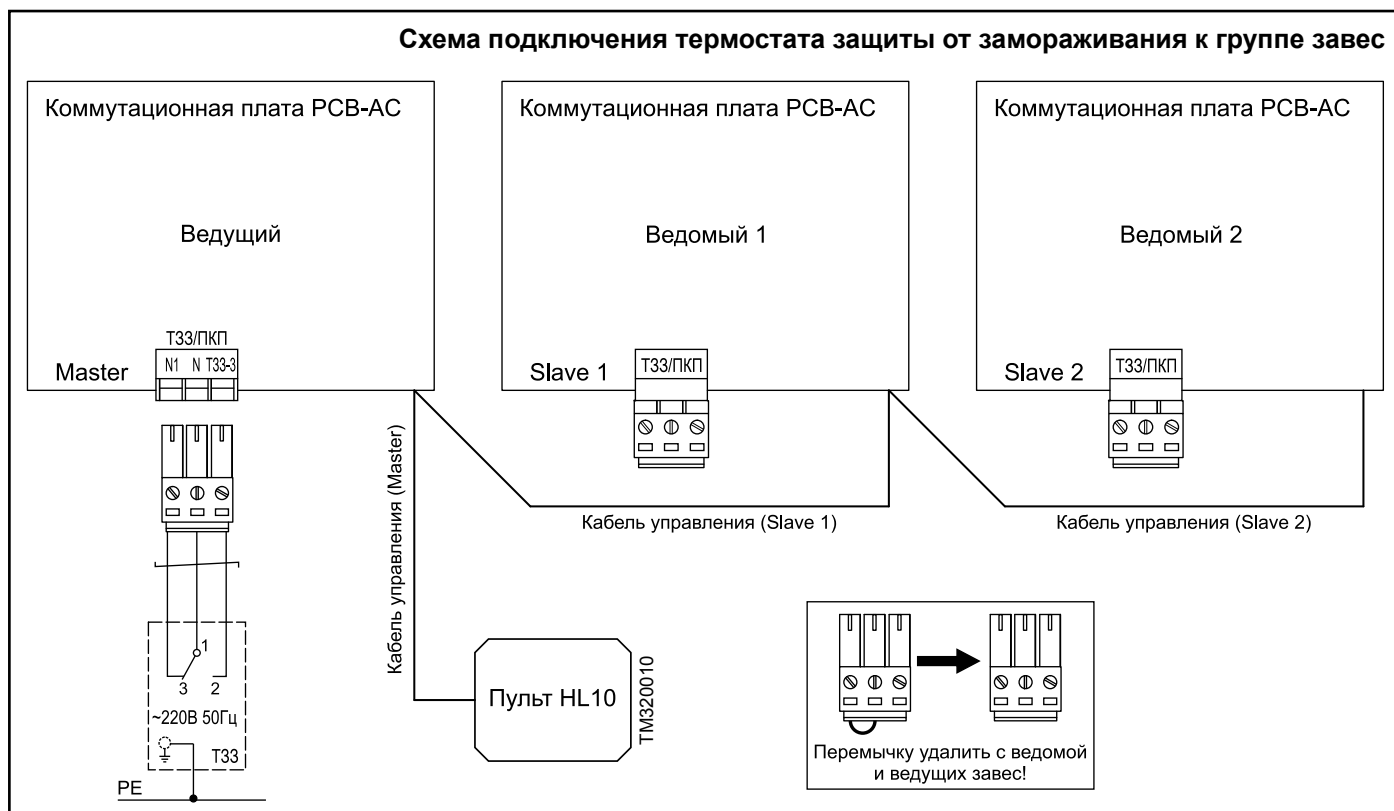 Схема подключения термостата защиты от замораживания к группе завес
Коммутационная плата PCB-AC
Ведущий
ТЗЗ/ПКП
N1 N ТЗЗ-3
Master
Коммутационная плата PCB-AC
Ведомый 1
Slave 1
ТЗЗ/ПКП
Коммутационная плата PCB-AC
Ведомый 2
Slave 2
ТЗЗ/ПКП
Кабель управления (Master)
Кабель управления (Slave 1)
Кабель управления (Slave 2)
1
3 2
~220В 50Гц
ТЗЗ
PE
Пульт HL10
TM320010
Перемычку удалить с ведомой
и ведущих завес!